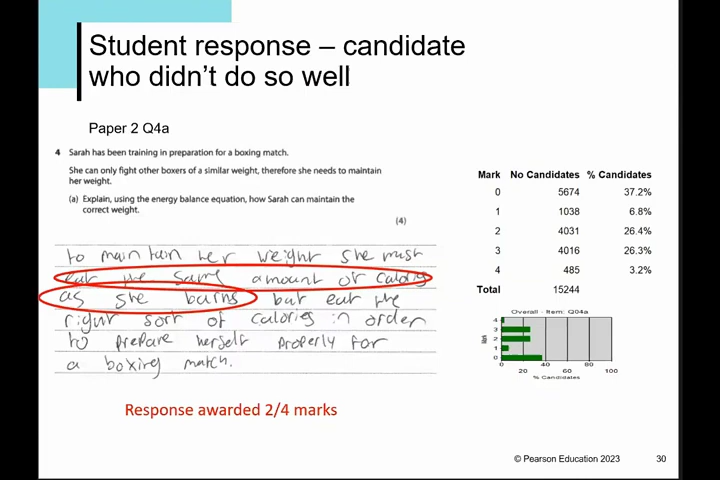 Student response – candidate
who didn't do so well
Paper 2 Q4a
4 Sarah has been training in preparation for a boxing match.
She can only fight other boxers of a similar weight, therefore she needs to maintain
her weight.
(a) Explain, using the energy balance equation, how Sarah can maintain the
correct weight.
(4)
to maintain her weight she must
eat the same amount of calories
as she burns but eat the
right sort of calories in order
to prepare herself properly for
a boxing match.
Response awarded 2/4 marks
Mark No Candidates % Candidates
0 5674 37.2%
1 1038 6.8%
2 4031 26.4%
3 4016 26.3%
4 485 3.2%
Total 15244
Overall - Item: Q04a
Mark
4
3
2
1
0
0 40 80
20 60 100
% Candidates
© Pearson Education 2023
30